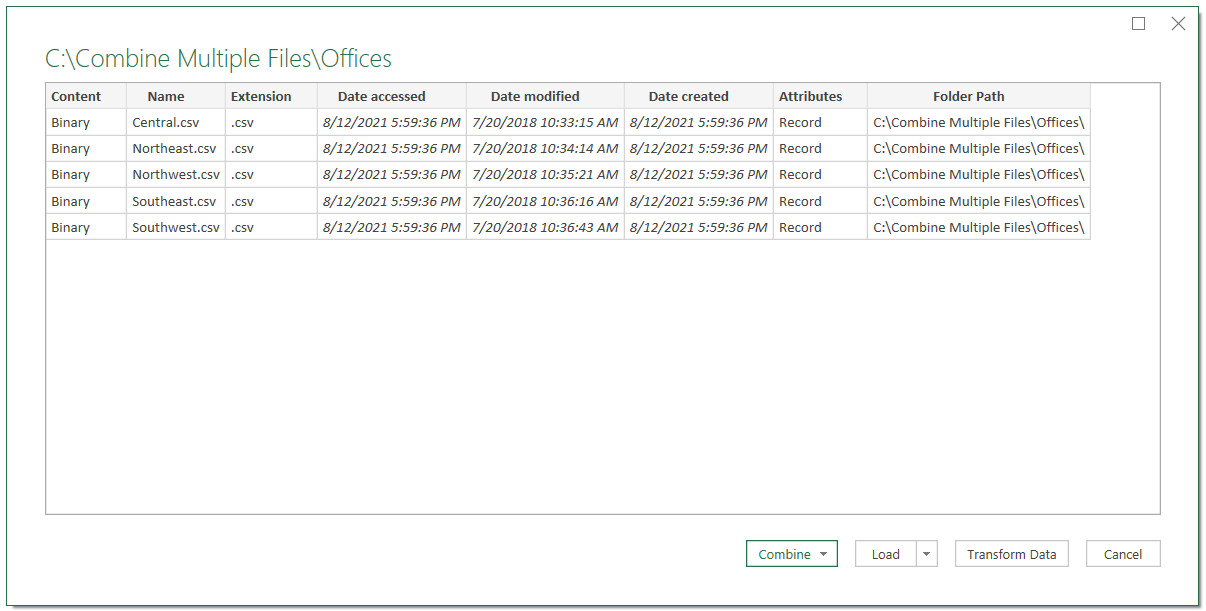 C:\Combine Multiple Files\Offices
Content Name Extension Date accessed Date modified Date created Attributes Folder Path
Binary Central.csv .csv 8/12/2021 5:59:36 PM 7/20/2018 10:33:15 AM 8/12/2021 5:59:36 PM Record C:\Combine Multiple Files\Offices\
Binary Northeast.csv .csv 8/12/2021 5:59:36 PM 7/20/2018 10:34:14 AM 8/12/2021 5:59:36 PM Record C:\Combine Multiple Files\Offices\
Binary Northwest.csv .csv 8/12/2021 5:59:36 PM 7/20/2018 10:35:21 AM 8/12/2021 5:59:36 PM Record C:\Combine Multiple Files\Offices\
Binary Southeast.csv .csv 8/12/2021 5:59:36 PM 7/20/2018 10:36:16 AM 8/12/2021 5:59:36 PM Record C:\Combine Multiple Files\Offices\
Binary Southwest.csv .csv 8/12/2021 5:59:36 PM 7/20/2018 10:36:43 AM 8/12/2021 5:59:36 PM Record C:\Combine Multiple Files\Offices\
Combine Load Transform Data Cancel